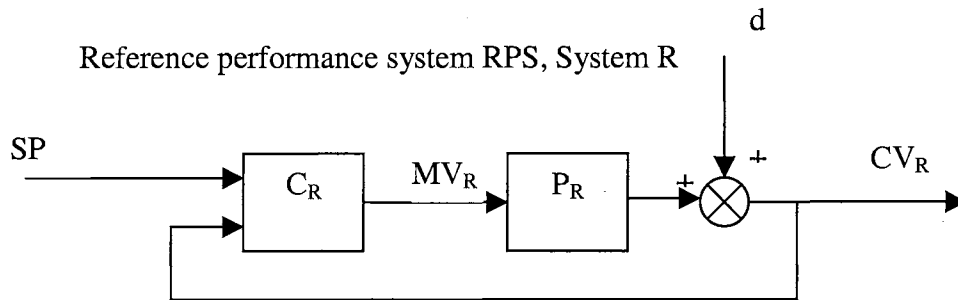 d
Reference performance system RPS, System R
SP
C_R
MV_R
P_R
+
+
CV_R